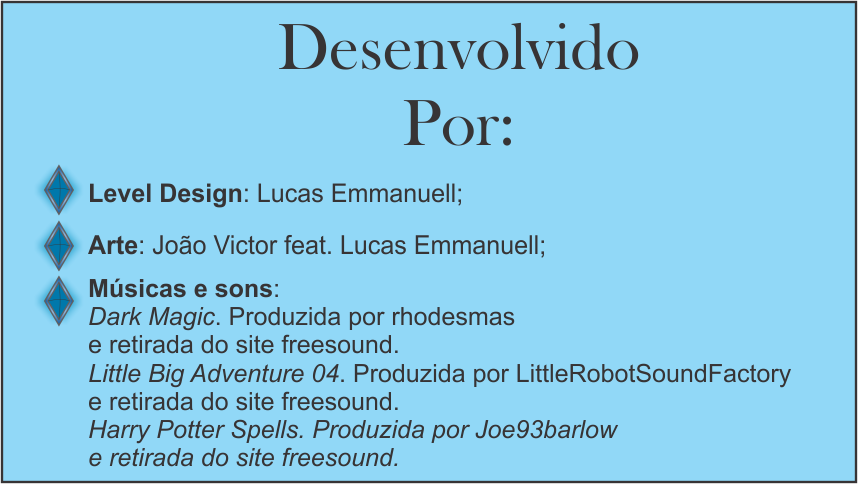 Desenvolvido
Por:
Level Design: Lucas Emmanuell;
Arte: João Victor feat. Lucas Emmanuell;
Músicas e sons:
Dark Magic. Produzida por rhodesmas
e retirada do site freesound.
Little Big Adventure 04. Produzida por LittleRobotSoundFactory
e retirada do site freesound.
Harry Potter Spells. Produzida por Joe93barlow
e retirada do site freesound.